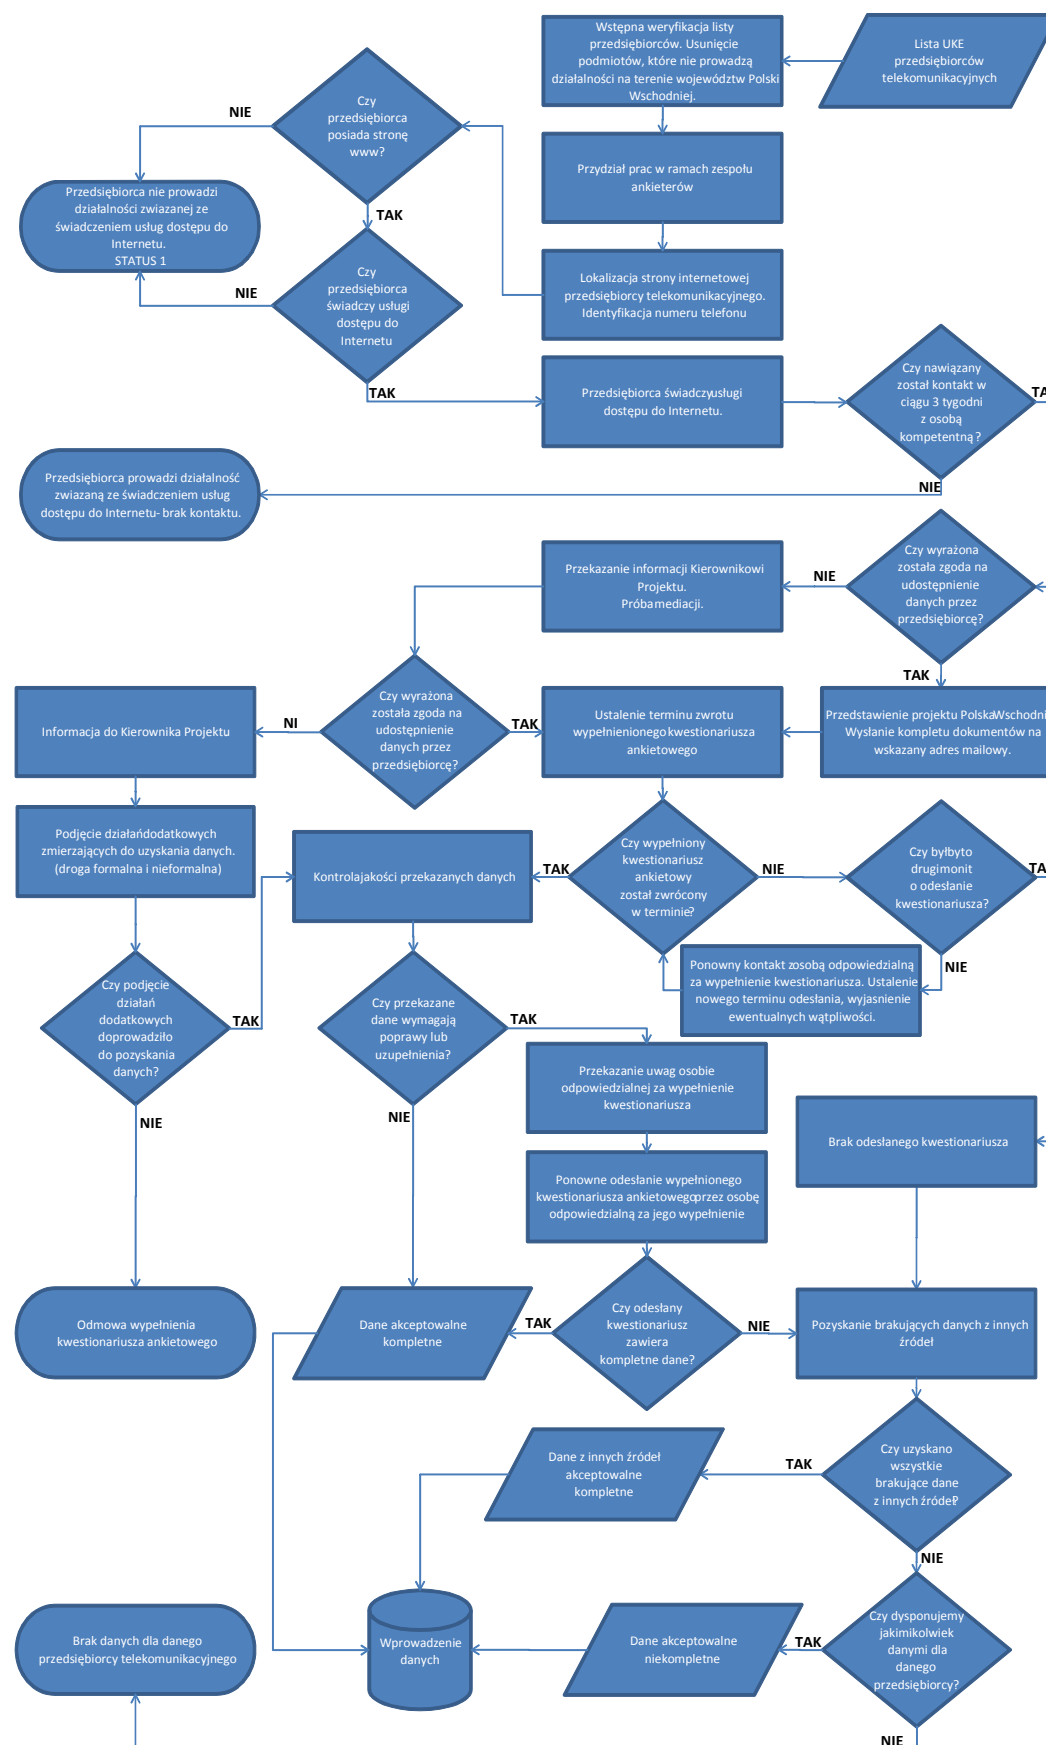 Wstępna weryfikacja listy
przedsiębiorców. Usunięcie
podmiotów, które nie prowadzą
działalności na terenie województw Polski
Wschodniej.
Lista UKE
przedsiębiorców
telekomunikacyjnych
Czy
przedsiębiorca
posiada stronę
www?
NIE
TAK
Przydział prac w ramach zespołu
ankieterów
Przedsiębiorca nie prowadzi
działalności zwiazanej ze
świadczeniem usług dostępu do
Internetu.
STATUS 1
Czy
przedsiębiorca
świadczy usługi
dostępu do
Internetu
NIE
TAK
Lokalizacja strony internetowej
przedsiębiorcy telekomunikacyjnego.
Identyfikacja numeru telefonu
Przedsiębiorca świadczyusługi
dostępu do Internetu.
Czy nawiązany
został kontakt w
ciągu 3 tygodni
z osobą
kompetentną?
TA
NIE
Przedsiębiorca prowadzi działalność
zwiazaną ze świadczeniem usług
dostępu do Internetu- brak kontaktu.
Czy wyrażona
została zgoda na
udostępnienie
danych przez
przedsiębiorcę?
NIE
TAK
Przekazanie informacji Kierownikowi
Projektu.
Próbamediacji.
Informacja do Kierownika Projektu
NI
Czy wyrażona
została zgoda na
udostępnienie
danych przez
przedsiębiorcę?
TAK
Ustalenie terminu zwrotu
wypełnienionego kwestionariusza
ankietowego
Przedstawienie projektu PolskaWschodni
Wysłanie kompletu dokumentów na
wskazany adres mailowy.
Podjęcie działańdodatkowych
zmierzających do uzyskania danych.
(droga formalna i nieformalna)
Kontrolajakości przekazanych danych
TAK
Czy wypełniony
kwestionariusz
ankietowy
został zwrócony
w terminie?
NIE
Czy byłbyto
drugimonit
o odesłanie
kwestionariusza?
TA
NIE
Ponowny kontakt zosobą odpowiedzialną
za wypełnienie kwestionariusza. Ustalenie
nowego terminu odesłania, wyjasnienie
ewentualnych wątpliwości.
Czy podjęcie
działań
dodatkowych
doprowadziło
do pozyskania
danych?
TAK
NIE
Czy przekazane
dane wymagają
poprawy lub
uzupełnienia?
TAK
NIE
Przekazanie uwag osobie
odpowiedzialnej za wypełnienie
kwestionariusza
Brak odesłanego kwestionariusza
Ponowne odesłanie wypełnionego
kwestionariusza ankietowegoprzez osobę
odpowiedzialną za jego wypełnienie
Odmowa wypełnienia
kwestionariusza ankietowego
Dane akceptowalne
kompletne
TAK
Czy odesłany
kwestionariusz
zawiera
kompletne dane?
NIE
Pozyskanie brakujących danych z innych
źródeł
Dane z innych źródeł
akceptowalne
kompletne
TAK
Czy uzyskano
wszystkie
brakujące dane
z innych źródeł?
NIE
Brak danych dla danego
przedsiębiorcy telekomunikacyjnego
Wprowadzenie
danych
Dane akceptowalne
niekompletne
TAK
Czy dysponujemy
jakimikolwiek
danymi dla
danego
przedsiębiorcy?
NIE